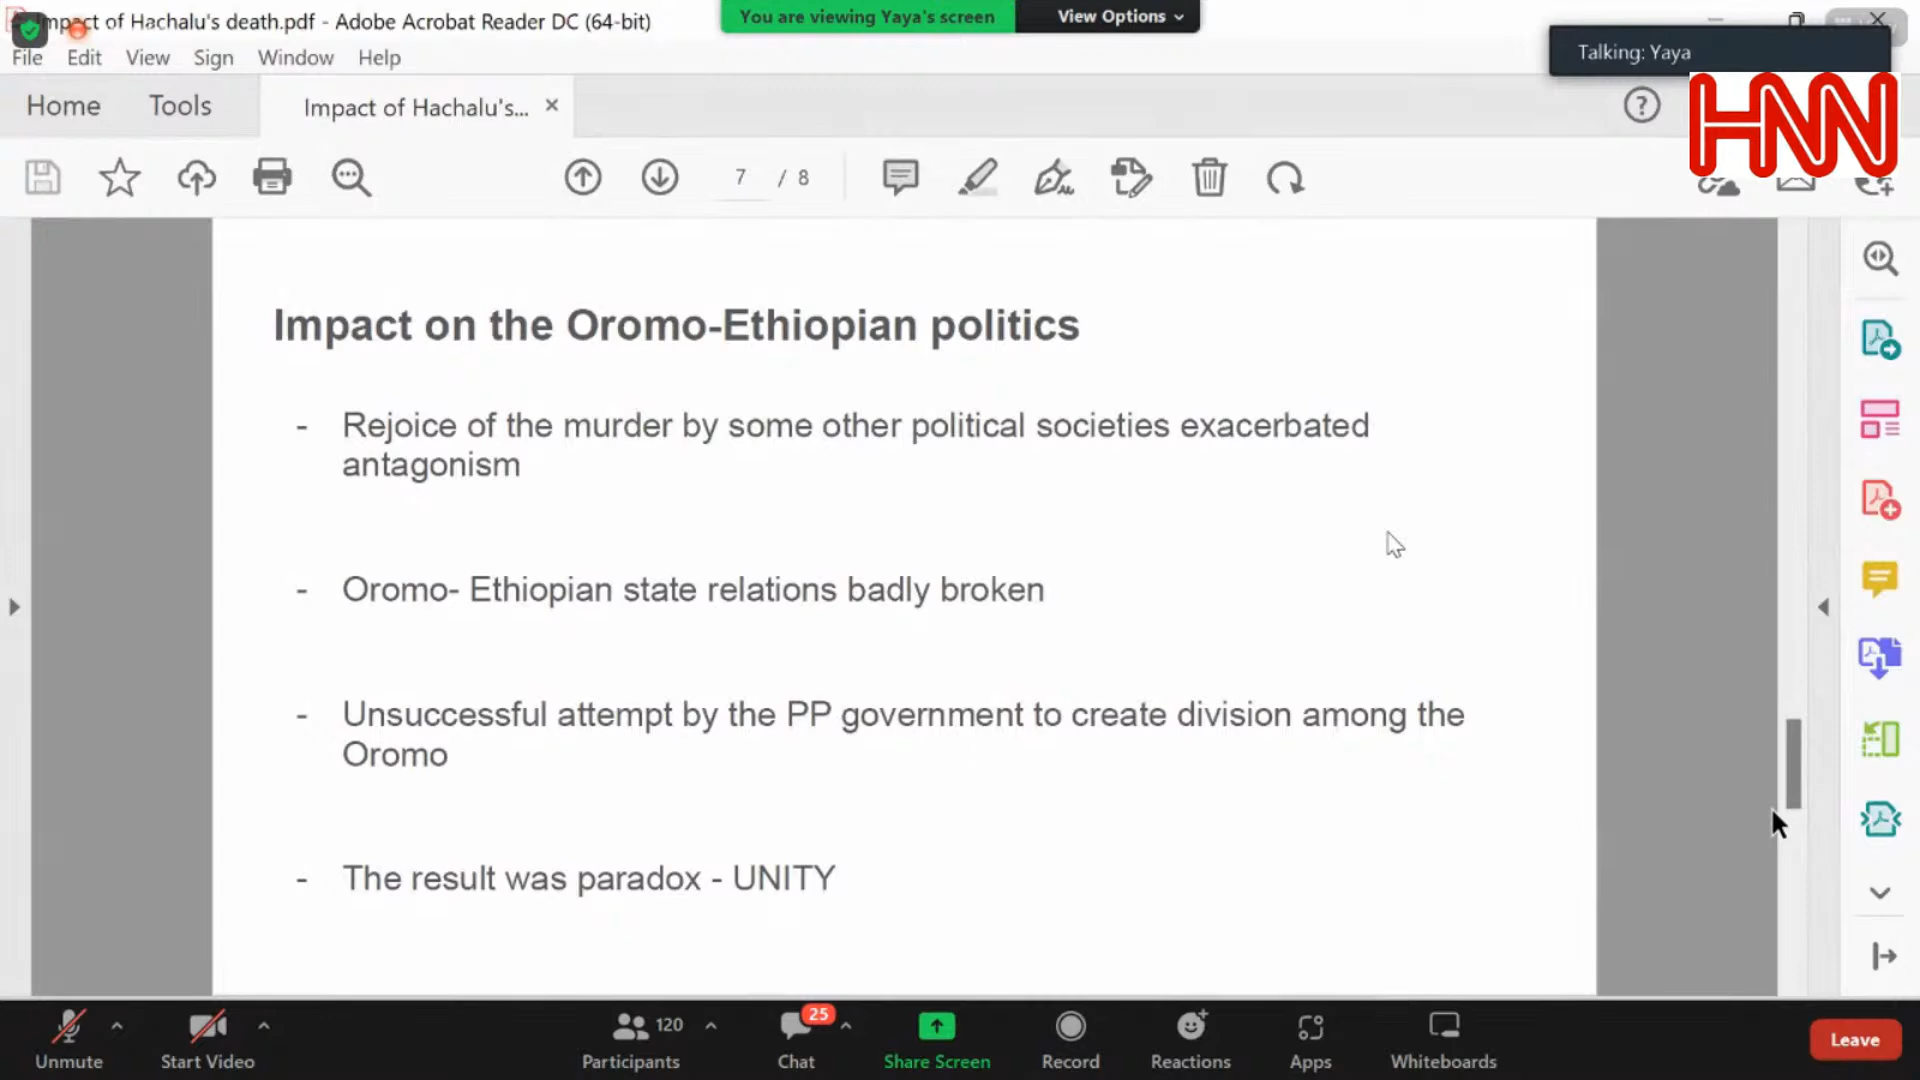 Impact of Hachalu's death.pdf - Adobe Acrobat Reader DC (64-bit)
You are viewing Yaya's screen
View Options
File Edit View Sign Window Help
Talking: Yaya
Home Tools Impact of Hachalu's...
HNN
7 / 8
Impact on the Oromo-Ethiopian politics
- Rejoice of the murder by some other political societies exacerbated
antagonism
- Oromo- Ethiopian state relations badly broken
- Unsuccessful attempt by the PP government to create division among the
Oromo
- The result was paradox - UNITY
120
25
Unmute Start Video Participants Chat Share Screen Record Reactions Apps Whiteboards Leave